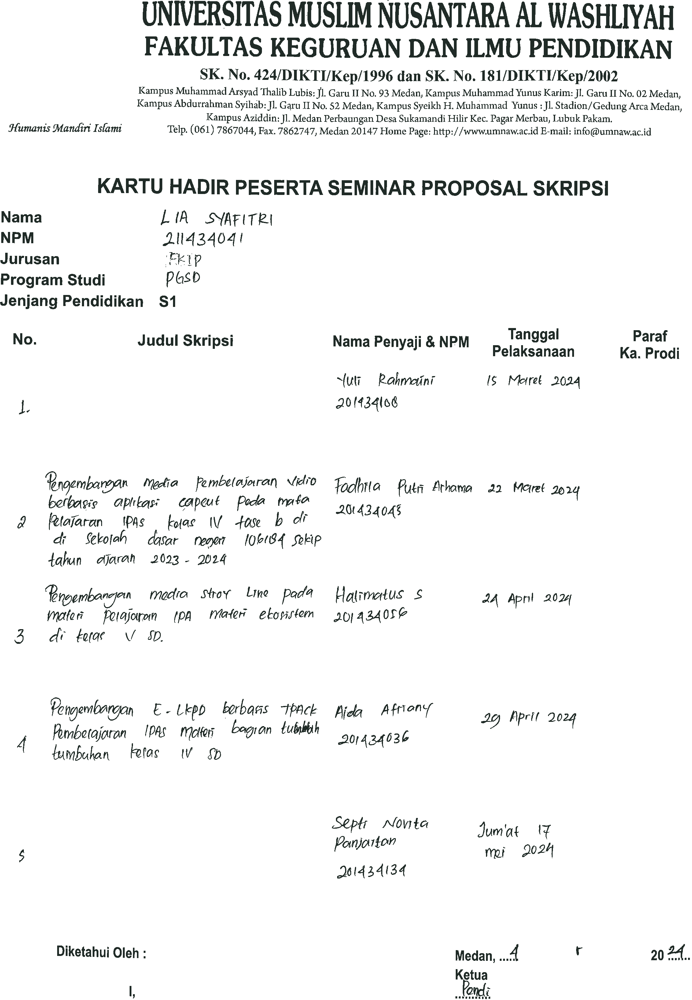 UNIVERSITAS MUSLIM NUSANTARA AL WASHLIYAH
FAKULTAS KEGURUAN DAN ILMU PENDIDIKAN
SK. No. 424/DIKTI/Kep/1996 dan SK. No. 181/DIKTI/Kep/2002
Kampus Muhammad Arsyad Thalib Lubis: Jl. Garu II No. 93 Medan, Kampus Muhammad Yunus Karim: Jl. Garu II No. 02 Medan,
Kampus Abdurrahman Syihab: Jl. Garu II No. 52 Medan, Kampus Syeikh H. Muhammad Yunus : Jl. Stadion/Gedung Arca Medan,
Kampus Aziddin: Jl. Medan Perbaungan Desa Sukamandi Hilir Kec. Pagar Merbau, Lubuk Pakam.
Humanis Mandiri Islami
Telp. (061) 7867044, Fax. 7862747, Medan 20147 Home Page: http://www.umnaw.ac.id E-mail: info@umnaw.ac.id
KARTU HADIR PESERTA SEMINAR PROPOSAL SKRIPSI
Nama LIA SYAFITRI
NPM 211434041
Jurusan FKIP
Program Studi PGSD
Jenjang Pendidikan S1
No. Judul Skripsi Nama Penyaji & NPM Tanggal Pelaksanaan Paraf Ka. Prodi
Yuli Rahmaini 15 Maret 2024
1. 201434108
Pengembangan media pembelajaran vidio Fadhila Putri Arhama 22 Maret 2024
berbasis aplikasi capcut pada mata 201434045
2 Pelajaran IPAS kelas IV fase b di
di sekolah dasar negeri 106184 sekip
tahun ajaran 2023 - 2024
Pengembangan media stroy Line pada Halimatus S 24 April 2024
materi pelajaran IPA materi ekosistem 201434056
3 di kelas V SD.
Pengembangan E-LKPD berbasis TPACK Aida Afriany 29 April 2024
Pembelajaran IPAS materi bagian 201434036
4 tumbuhan kelas IV SD
Septi Novita Jum'at 17
Panjaitan mei 2024
5
201434134
Diketahui Oleh :
Medan, ..... 4 r 20 24
Ketua
I, Pendi